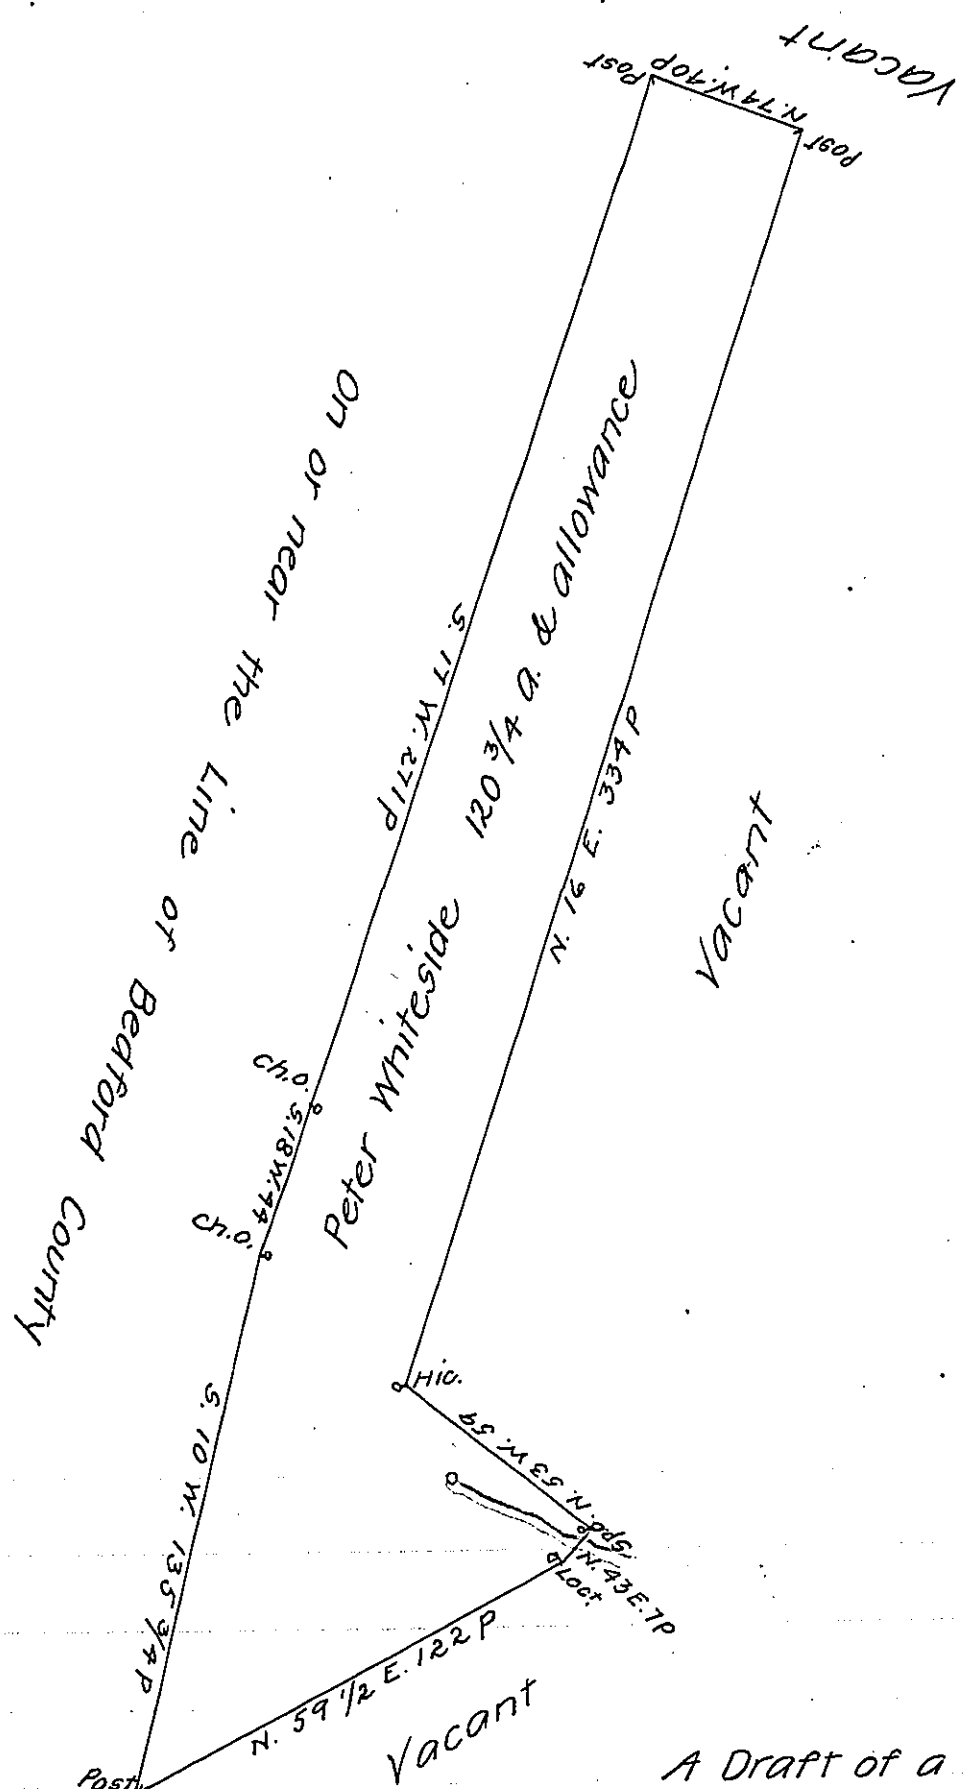 Vacant
Post
N. 74 W. 40 P
Post
On or near the Line of Bedford County
S. 17 W. 271 P
Peter Whiteside 120 3/4 a. & allowance
N. 16 E. 334 P
Vacant
Ch.o.
S. 18 W. 44
Ch.o.
Hic.
N. 53 W. 59
S. 10 W. 135 3/4 P
Sp.o.
N. 43 E. 7 P
Loct
N. 59 1/2 E. 122 P
Vacant
Post
A Draft of a